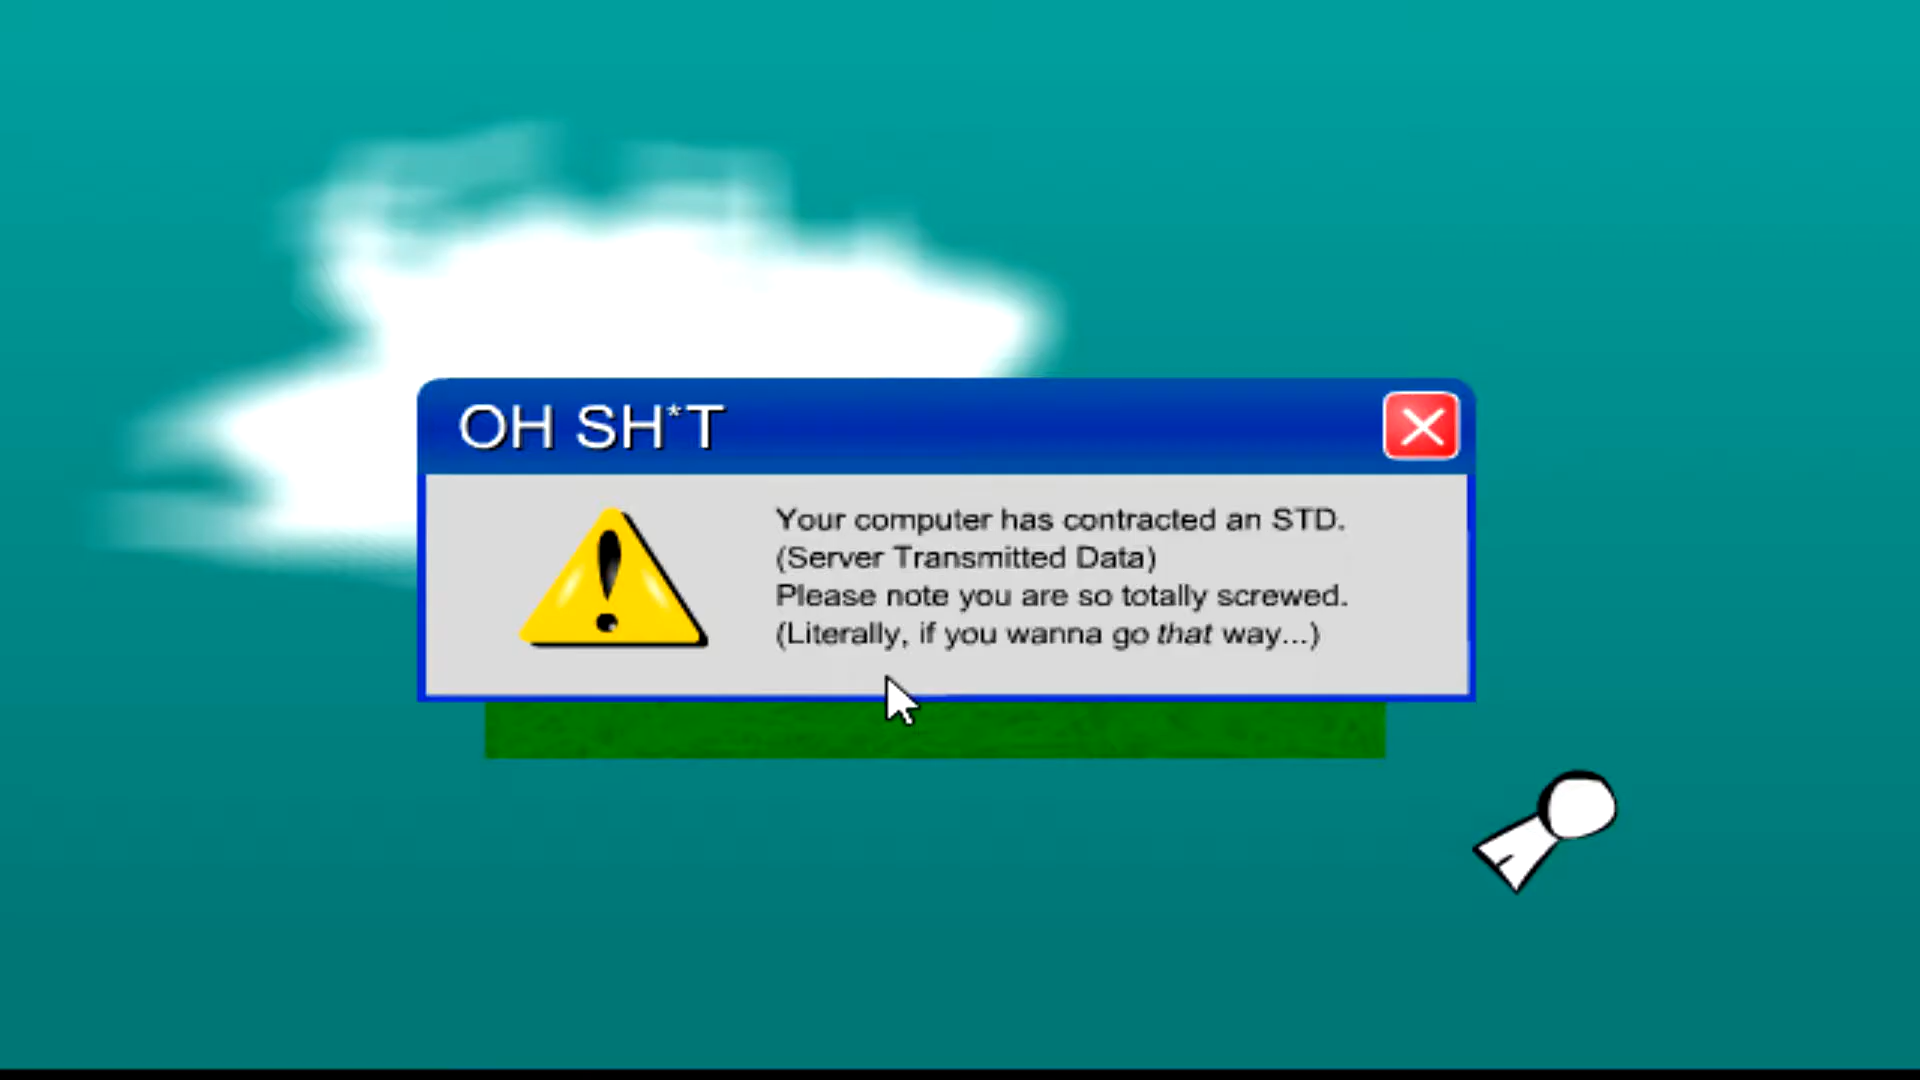 OH SH*T
Your computer has contracted an STD.
(Server Transmitted Data)
Please note you are so totally screwed.
(Literally, if you wanna go that way...)